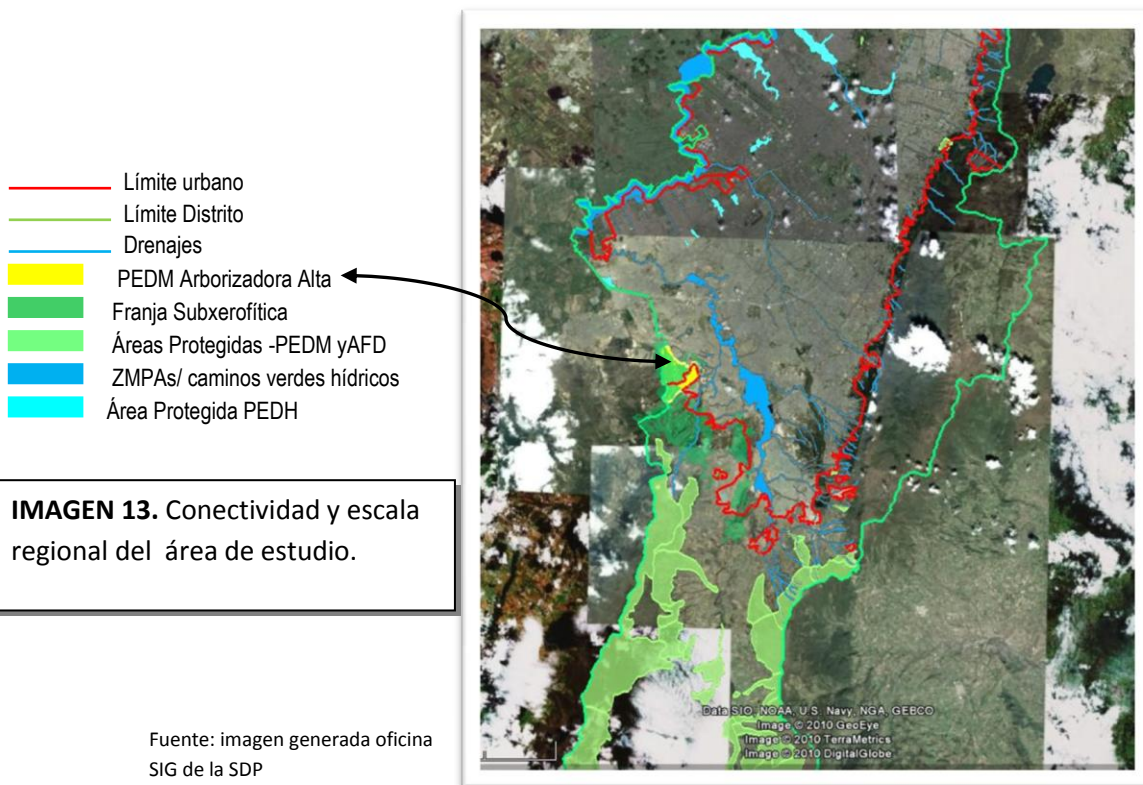 Límite urbano
Límite Distrito
Drenajes
PEDM Arborizadora Alta
Franja Subxerofítica
Áreas Protegidas -PEDM yAFD
ZMPAs/ caminos verdes hídricos
Área Protegida PEDH
IMAGEN 13. Conectividad y escala
regional del área de estudio.
Fuente: imagen generada oficina
SIG de la SDP
Data SIO, NOAA, U.S. Navy, NGA, GEBCO
Image © 2010 GeoEye
Image © 2010 TerraMetrics
Image © 2010 DigitalGlobe